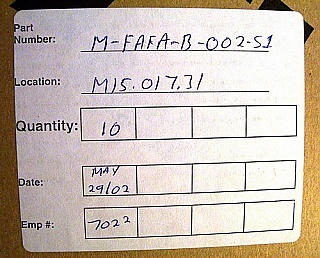 Part
Number: M-FAFA-B-002-S1
Location: M15.017.31
Quantity: 10
MAY
Date: 29/02
Emp #: 7022